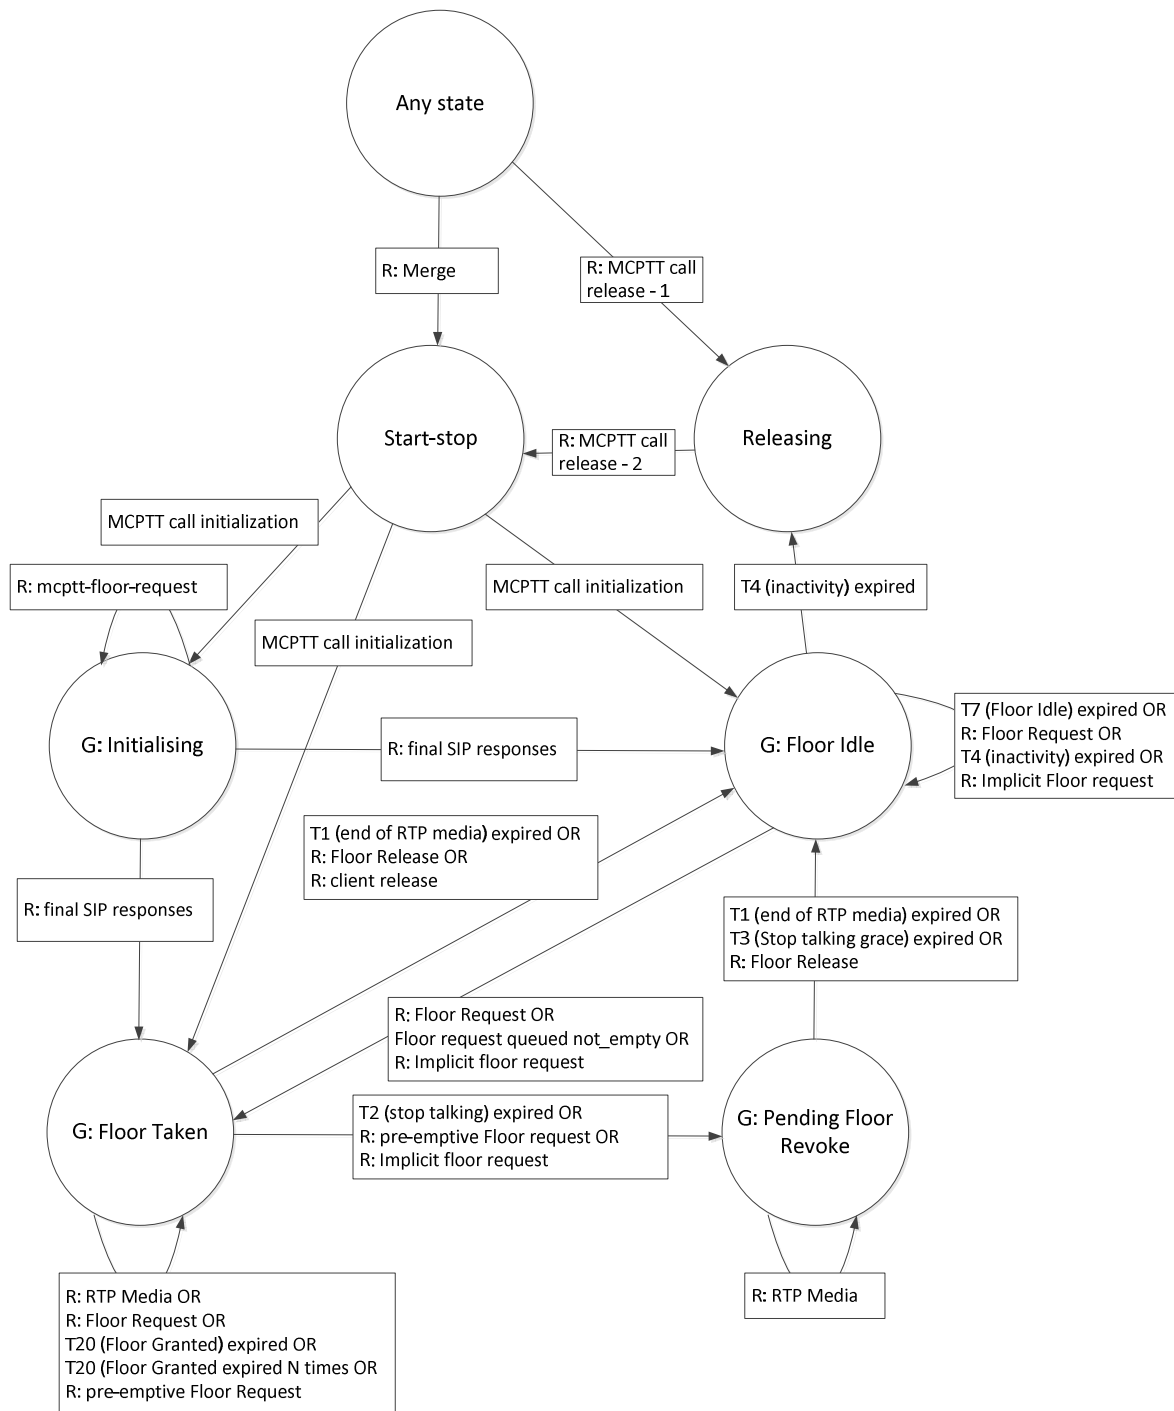 Any state
R: Merge
R: MCPTT call
release - 1
Start-stop
R: MCPTT call
release - 2
Releasing
MCPTT call initialization
R: mcptt-floor-request
MCPTT call initialization
T4 (inactivity) expired
MCPTT call initialization
G: Initialising
R: final SIP responses
G: Floor Idle
T7 (Floor Idle) expired OR
R: Floor Request OR
T4 (inactivity) expired OR
R: Implicit Floor request
T1 (end of RTP media) expired OR
R: Floor Release OR
R: client release
R: final SIP responses
T1 (end of RTP media) expired OR
T3 (Stop talking grace) expired OR
R: Floor Release
R: Floor Request OR
Floor request queued not_empty OR
R: Implicit floor request
G: Floor Taken
T2 (stop talking) expired OR
R: pre-emptive Floor request OR
R: Implicit floor request
G: Pending Floor
Revoke
R: RTP Media OR
R: Floor Request OR
T20 (Floor Granted) expired OR
T20 (Floor Granted expired N times OR
R: pre-emptive Floor Request
R: RTP Media